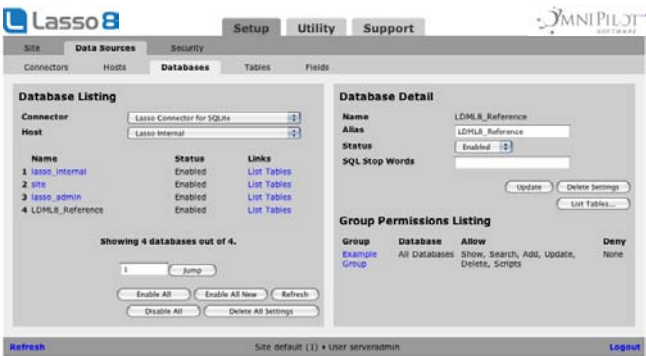 Lasso 8
Setup Utility Support
OMNIPILOT
SOFTWARE
Site Data Sources Security
Connectors Hosts Databases Tables Fields
Database Listing
Connector Lasso Connector for SQLite
Host Lasso Internal
Name Status Links
1 lasso_internal Enabled List Tables
2 site Enabled List Tables
3 lasso_admin Enabled List Tables
4 LDML8_Reference Enabled List Tables
Showing 4 databases out of 4.
1 Jump
Enable All Enable All New Refresh
Disable All Delete All Settings
Database Detail
Name LDML8_Reference
Alias LDML8_Reference
Status Enabled
SQL Stop Words
Update Delete Settings
List Tables...
Group Permissions Listing
Group Database Allow Deny
Example Group All Databases Show, Search, Add, Update, Delete, Scripts None
Refresh Site default (1) • User serveradmin Logout